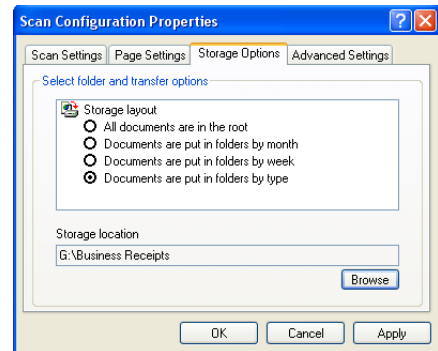 Scan Configuration Properties
Scan Settings Page Settings Storage Options Advanced Settings
Select folder and transfer options
Storage layout
All documents are in the root
Documents are put in folders by month
Documents are put in folders by week
Documents are put in folders by type
Storage location
G:\Business Receipts
Browse
OK Cancel Apply